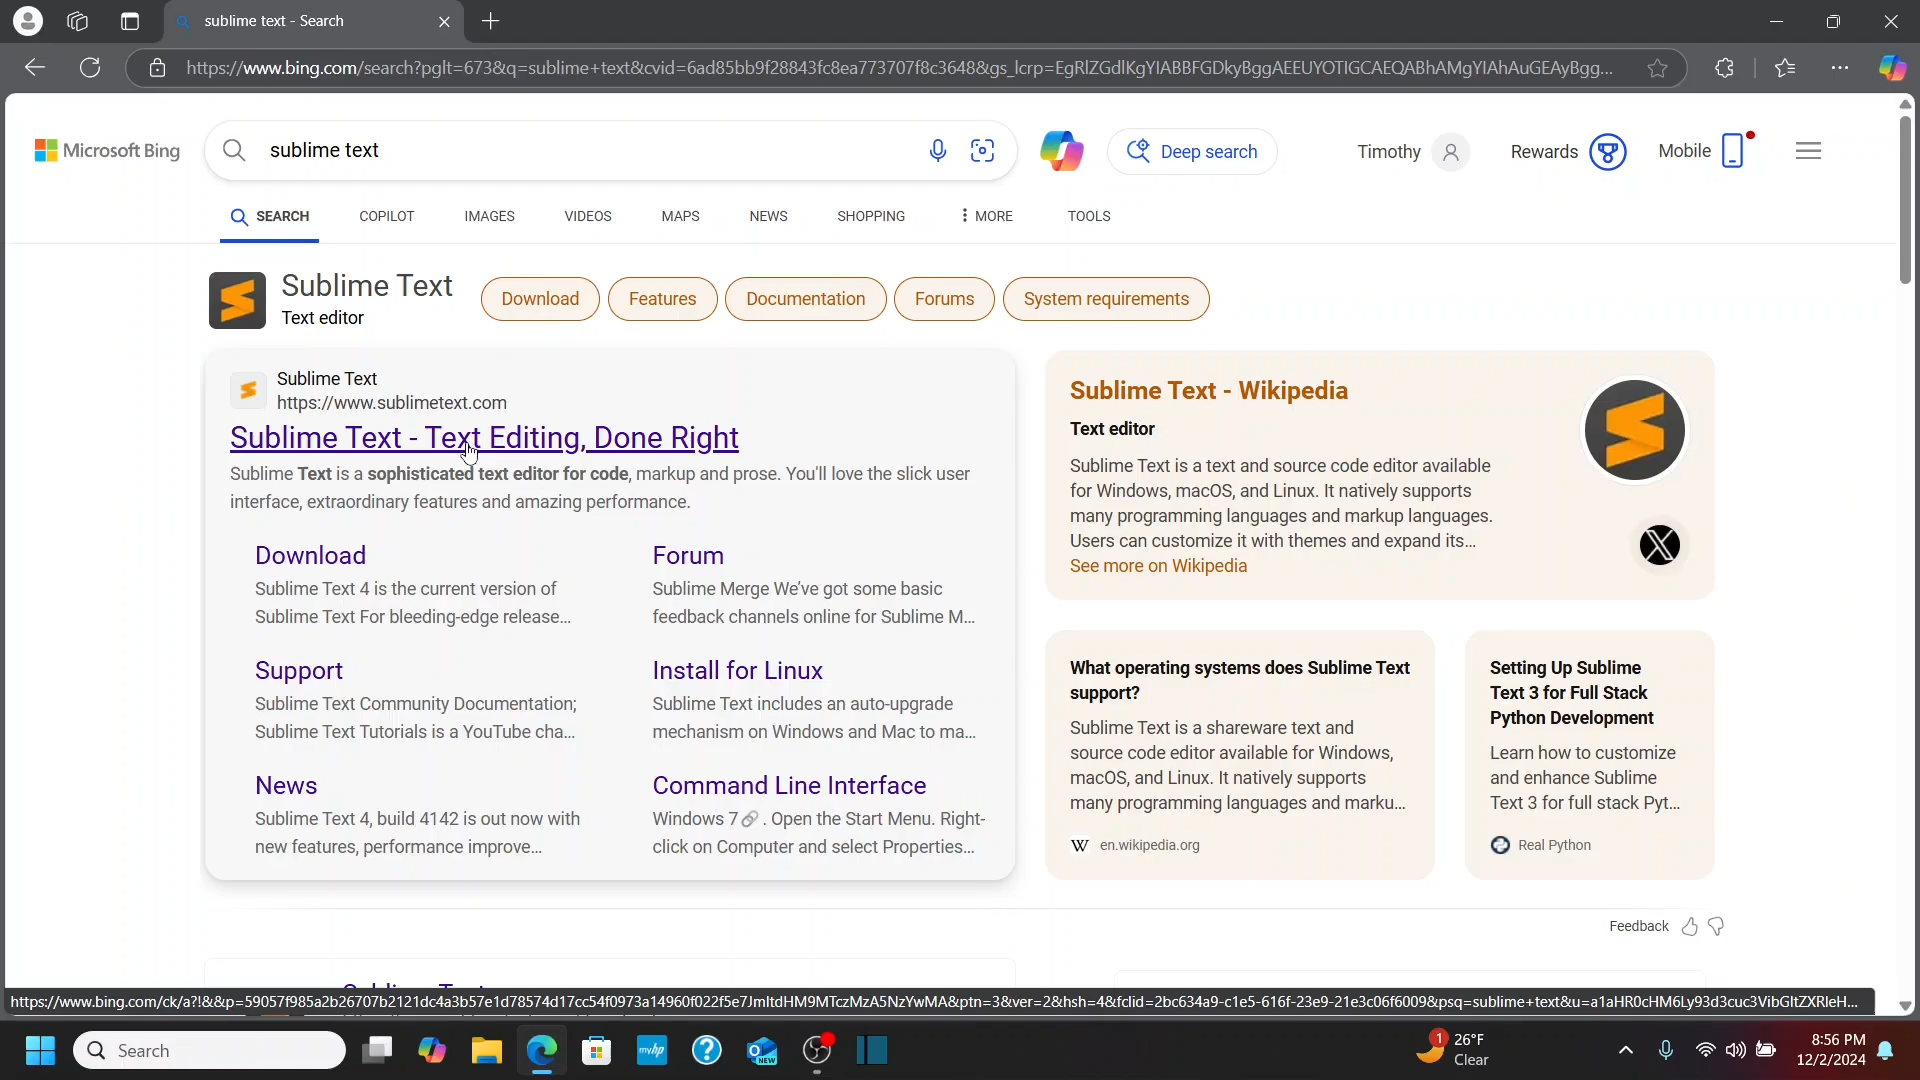 sublime text - Search
https://www.bing.com/search?pglt=673&q=sublime+text&cvid=6ad85bb9f28843fc8ea773707f8c3648&gs_lcrp=EgRlZGdlKgYIABBFGDkyBggAEEUYOTIGCAEQABhAMgYIAhAuGEAyBgg...
Microsoft Bing
sublime text
Deep search
Timothy
Rewards
Mobile
SEARCH
COPILOT
IMAGES
VIDEOS
MAPS
NEWS
SHOPPING
MORE
TOOLS
Sublime Text
Text editor
Download
Features
Documentation
Forums
System requirements
Sublime Text
https://www.sublimetext.com
Sublime Text - Text Editing, Done Right
Sublime Text is a sophisticated text editor for code, markup and prose. You'll love the slick user
interface, extraordinary features and amazing performance.
Download
Sublime Text 4 is the current version of
Sublime Text For bleeding-edge release...
Forum
Sublime Merge We've got some basic
feedback channels online for Sublime M...
Support
Sublime Text Community Documentation;
Sublime Text Tutorials is a YouTube cha...
Install for Linux
Sublime Text includes an auto-upgrade
mechanism on Windows and Mac to ma...
News
Sublime Text 4, build 4142 is out now with
new features, performance improve...
Command Line Interface
Windows 7🔗 . Open the Start Menu. Right-
click on Computer and select Properties...
Sublime Text - Wikipedia
Text editor
Sublime Text is a text and source code editor available
for Windows, macOS, and Linux. It natively supports
many programming languages and markup languages.
Users can customize it with themes and expand its...
See more on Wikipedia
What operating systems does Sublime Text
support?
Sublime Text is a shareware text and
source code editor available for Windows,
macOS, and Linux. It natively supports
many programming languages and marku...
W en.wikipedia.org
Setting Up Sublime
Text 3 for Full Stack
Python Development
Learn how to customize
and enhance Sublime
Text 3 for full stack Pyt...
Real Python
Feedback
https://www.bing.com/ck/a?!&&p=59057f985a2b26707b2121dc4a3b57e1d78574d17cc54f0973a14960f022f5e7JmltdHM9MTczMzA5NzYwMA&ptn=3&ver=2&hsh=4&fclid=2bc634a9-c1e5-616f-23e9-21e3c06f6009&psq=sublime+text&u=a1aHR0cHM6Ly93d3cuc3VibGltZXRleH...
Search
myhp
NEW
1
26°F
Clear
8:56 PM
12/2/2024